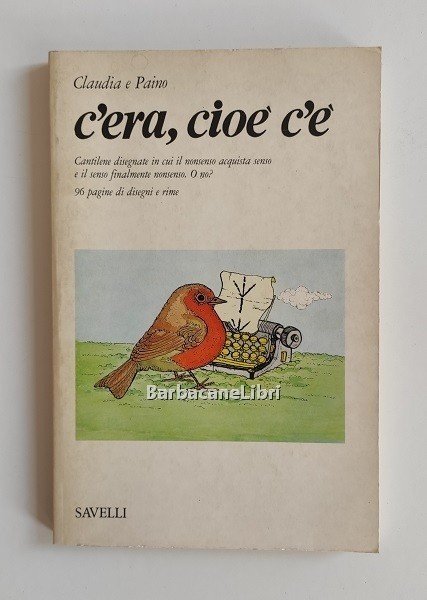 Claudia e Paino
c'era, cioè c'è
Cantilene disegnate in cui il nonsenso acquista senso
e il senso finalmente nonsenso. O no?
96 pagine di disegni e rime
BarbacaneLibri
SAVELLI